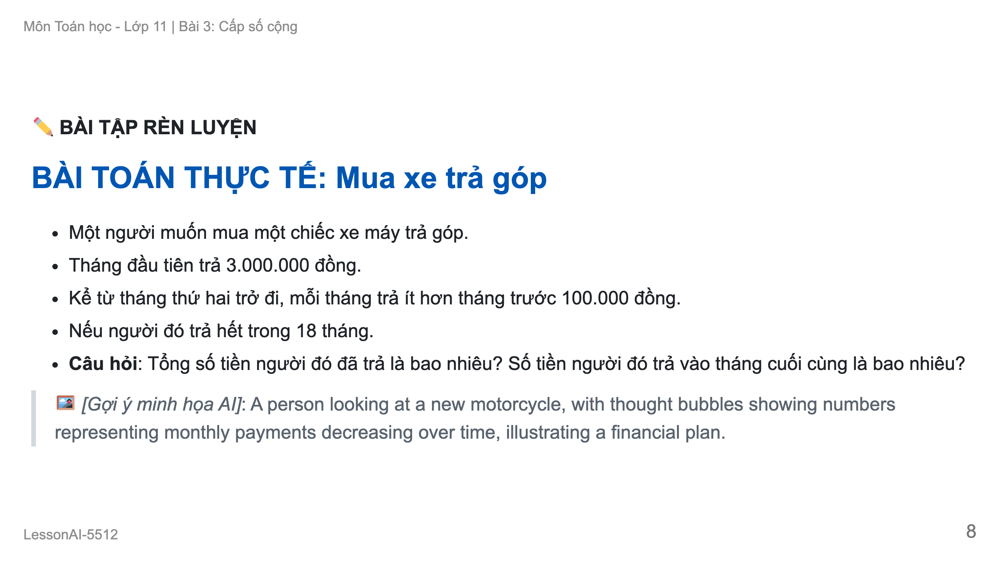 Môn Toán học - Lớp 11 | Bài 3: Cấp số cộng
✏️ BÀI TẬP RÈN LUYỆN
BÀI TOÁN THỰC TẾ: Mua xe trả góp
• Một người muốn mua một chiếc xe máy trả góp.
• Tháng đầu tiên trả 3.000.000 đồng.
• Kể từ tháng thứ hai trở đi, mỗi tháng trả ít hơn tháng trước 100.000 đồng.
• Nếu người đó trả hết trong 18 tháng.
• Câu hỏi: Tổng số tiền người đó đã trả là bao nhiêu? Số tiền người đó trả vào tháng cuối cùng là bao nhiêu?
🖼️ [Gợi ý minh họa AI]: A person looking at a new motorcycle, with thought bubbles showing numbers
representing monthly payments decreasing over time, illustrating a financial plan.
LessonAI-5512
8